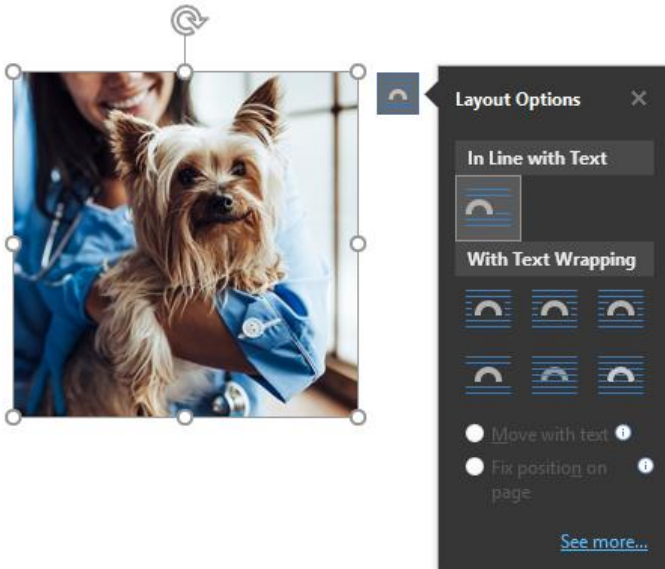 Layout Options
In Line with Text
With Text Wrapping
Move with text
Fix position on
page
See more...